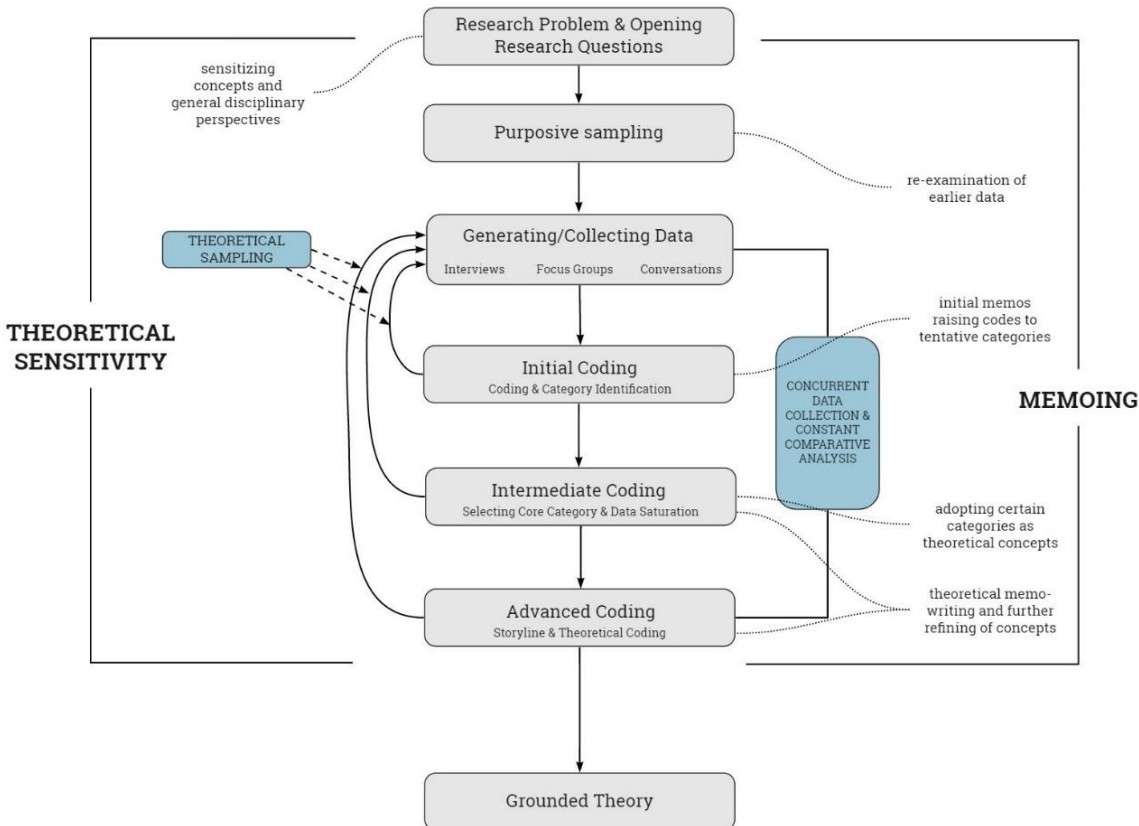 Research Problem & Opening
Research Questions
sensitizing
concepts and
general disciplinary
perspectives
Purposive sampling
re-examination of
earlier data
THEORETICAL
SAMPLING
Generating/Collecting Data
Interviews
Focus Groups
Conversations
THEORETICAL
SENSITIVITY
initial memos
raising codes to
tentative categories
Initial Coding
Coding & Category Identification
CONCURRENT
DATA
COLLECTION &
CONSTANT
COMPARATIVE
ANALYSIS
MEMOING
Intermediate Coding
Selecting Core Category & Data Saturation
adopting certain
categories as
theoretical concepts
Advanced Coding
Storyline & Theoretical Coding
theoretical memo-
writing and further
refining of concepts
Grounded Theory